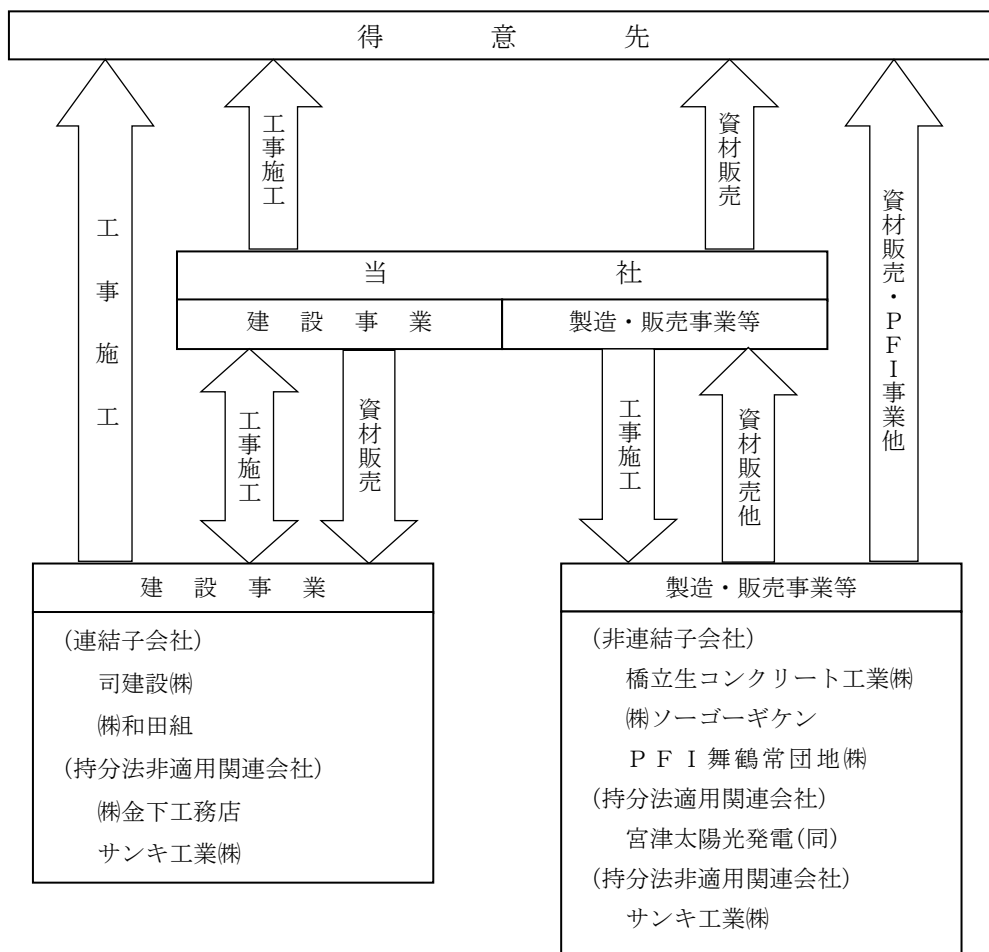 得意先
工事施工
工事施工
資材販売
資材販売・ＰＦＩ事業他
当社
建設事業
製造・販売事業等
工事施工
資材販売
工事施工
資材販売他
建設事業
(連結子会社)
司建設㈱
㈱和田組
(持分法非適用関連会社)
㈱金下工務店
サンキ工業㈱
製造・販売事業等
(非連結子会社)
橋立生コンクリート工業㈱
㈱ソーゴーギケン
ＰＦＩ舞鶴常団地㈱
(持分法適用関連会社)
宮津太陽光発電(同)
(持分法非適用関連会社)
サンキ工業㈱